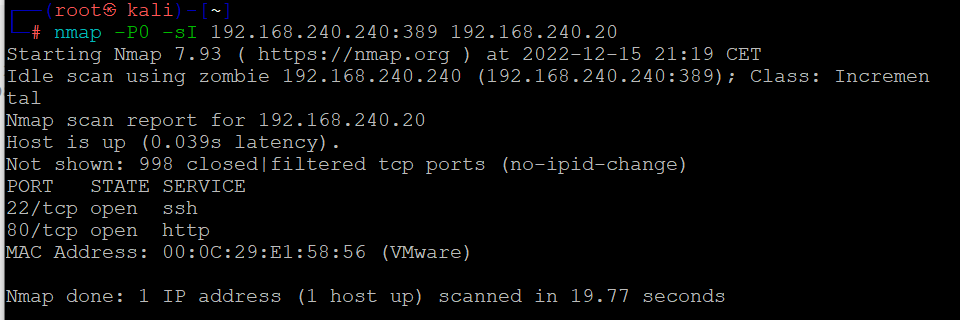 (root㉿ kali)-[~]
# nmap -P0 -sI 192.168.240.240:389 192.168.240.20
Starting Nmap 7.93 ( https://nmap.org ) at 2022-12-15 21:19 CET
Idle scan using zombie 192.168.240.240 (192.168.240.240:389); Class: Incremen
tal
Nmap scan report for 192.168.240.20
Host is up (0.039s latency).
Not shown: 998 closed|filtered tcp ports (no-ipid-change)
PORT   STATE SERVICE
22/tcp open  ssh
80/tcp open  http
MAC Address: 00:0C:29:E1:58:56 (VMware)
Nmap done: 1 IP address (1 host up) scanned in 19.77 seconds